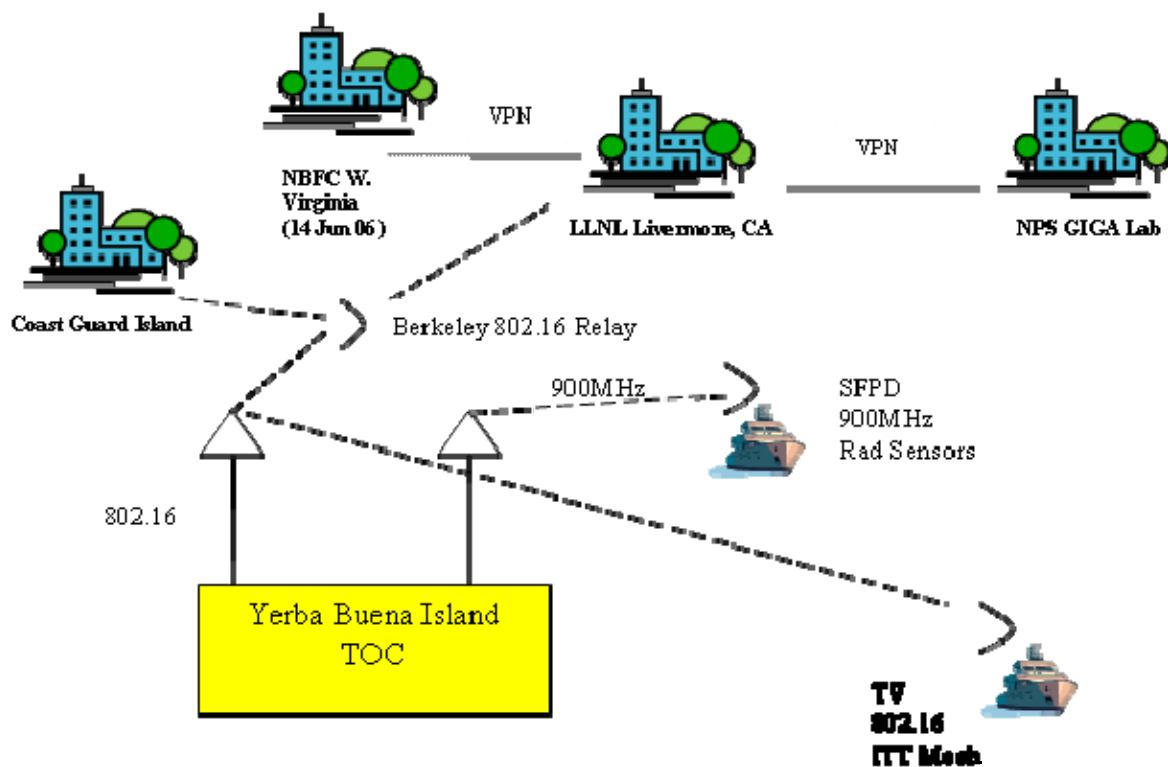 VPN
VPN
NBFC W.
Virginia
(14 Jun 06)
LLNL Livermore, CA
NPS GIGA Lab
Coast Guard Island
Berkeley 802.16 Relay
900MHz
SFPD
900MHz
Rad Sensors
802.16
Yerba Buena Island
TOC
TV
802.16
ITT Mesh